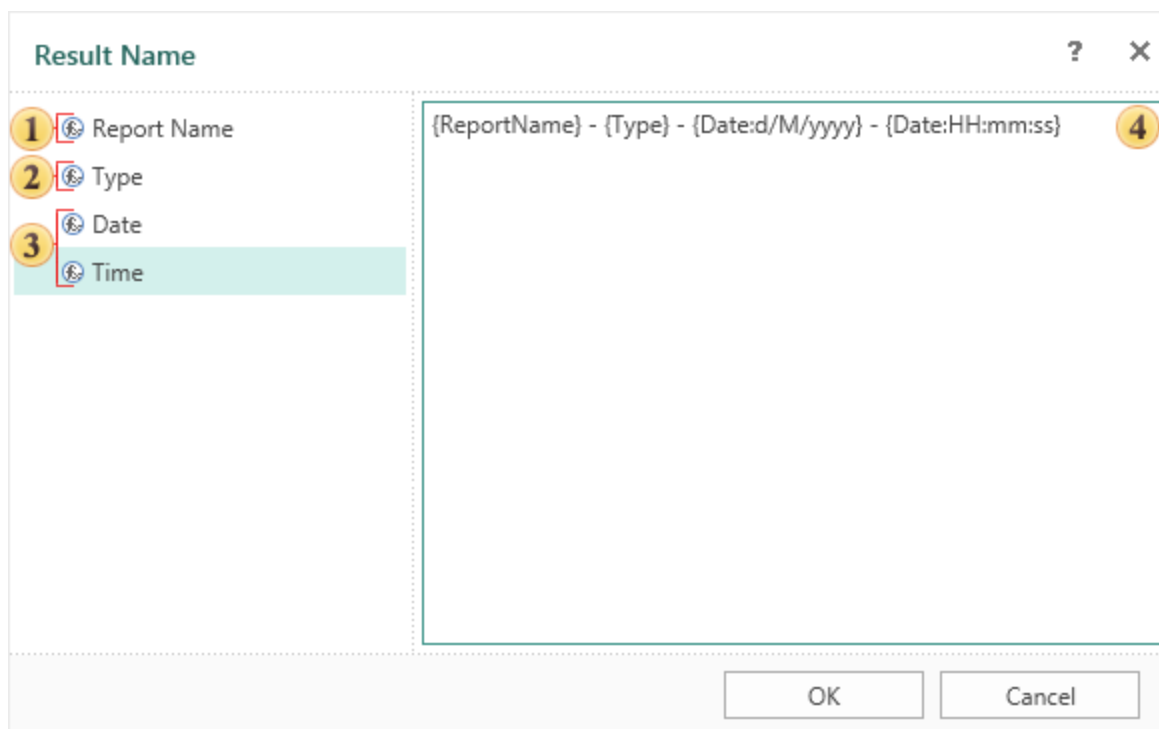 Result Name ? ×
1 Report Name
2 Type
3 Date
Time
{ReportName} - {Type} - {Date:d/M/yyyy} - {Date:HH:mm:ss} 4
OK Cancel